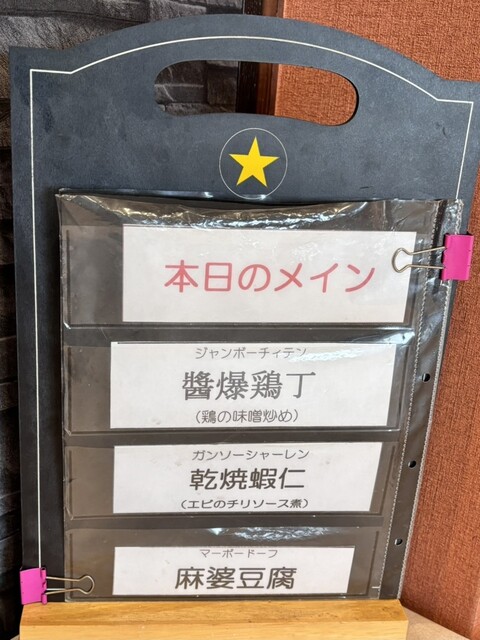 本日のメイン
ジャンボーチィテン
醬爆鶏丁
（鶏の味噌炒め）
ガンソーシャーレン
乾焼蝦仁
（エビのチリソース煮）
マーボードーフ
麻婆豆腐